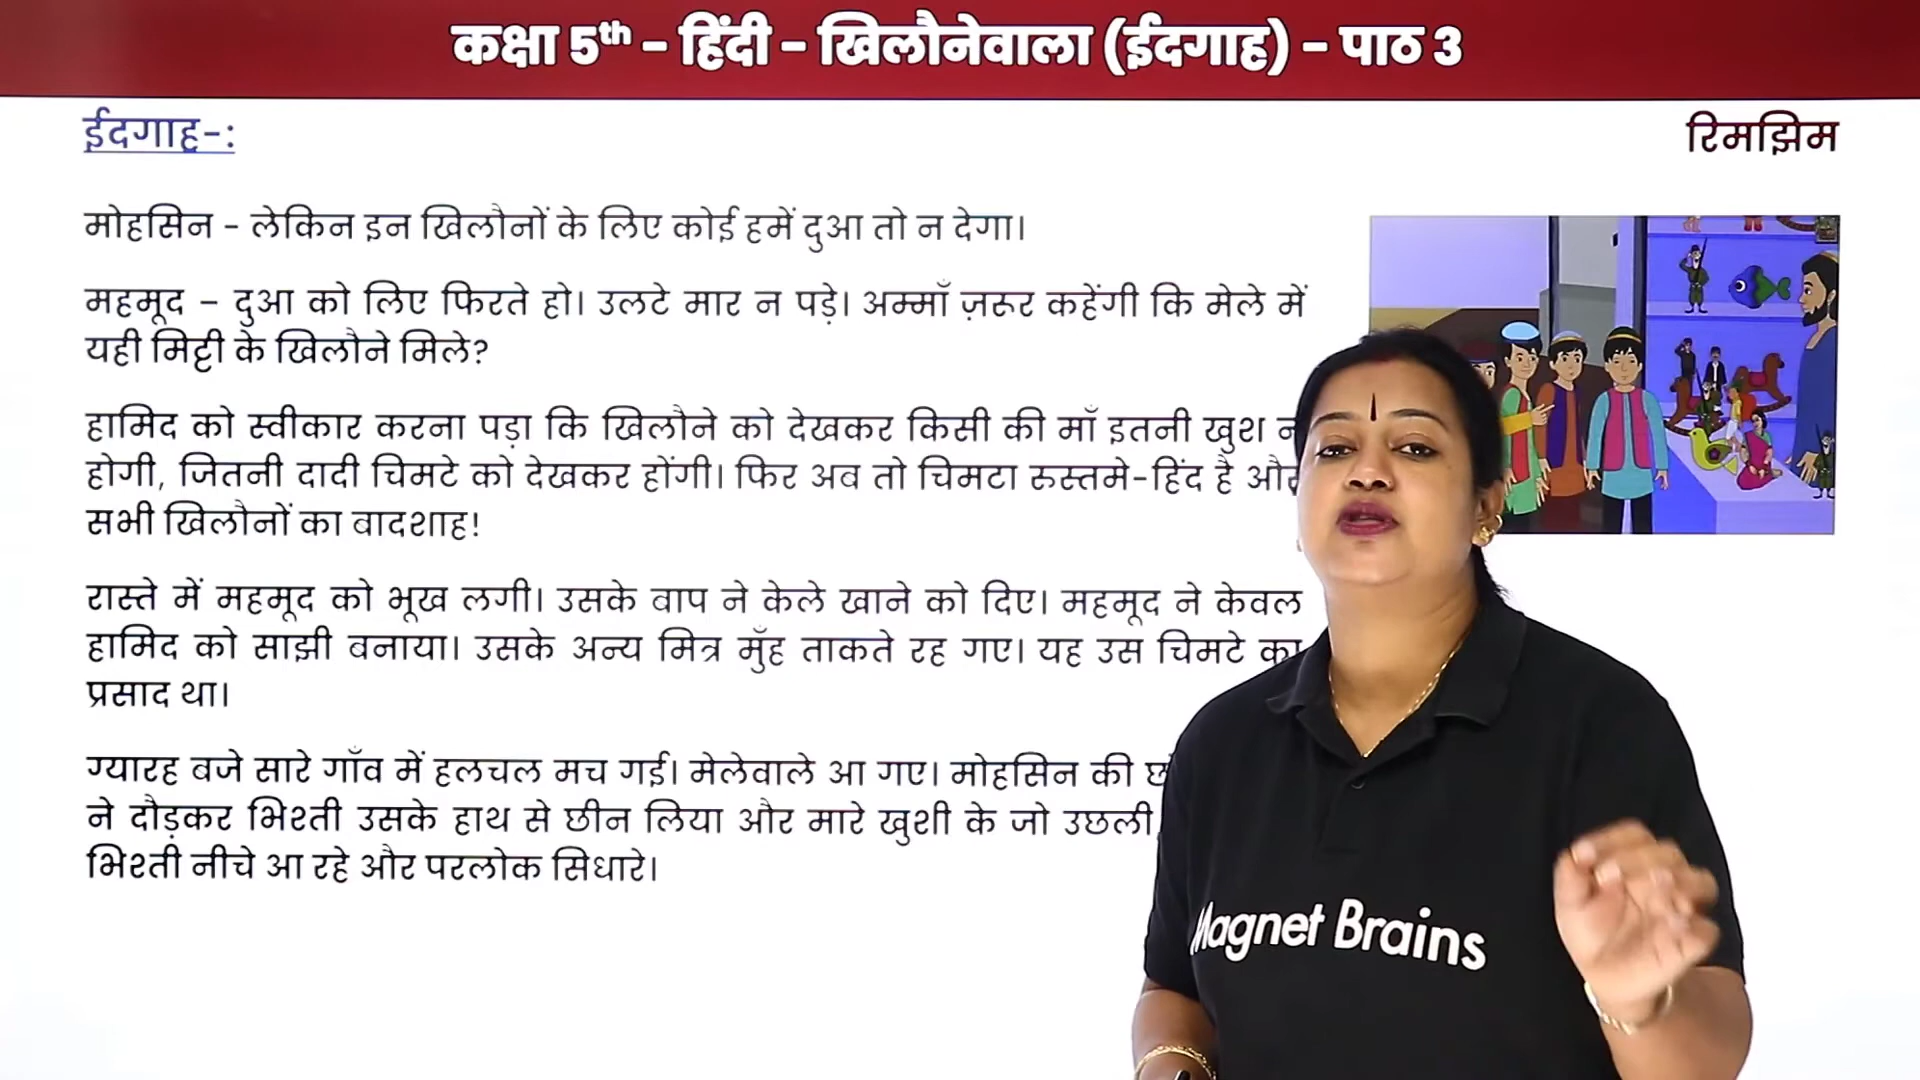 कक्षा 5th - हिंदी - खिलौनेवाला (ईदगाह) - पाठ 3
ईदगाह-:
रिमझिम
मोहसिन - लेकिन इन खिलौनों के लिए कोई हमें दुआ तो न देगा।
महमूद – दुआ को लिए फिरते हो। उलटे मार न पड़े। अम्माँ ज़रूर कहेंगी कि मेले में
यही मिट्टी के खिलौने मिले?
हामिद को स्वीकार करना पड़ा कि खिलौने को देखकर किसी की माँ इतनी खुश न
होगी, जितनी दादी चिमटे को देखकर होंगी। फिर अब तो चिमटा रुस्तमे-हिंद है और
सभी खिलौनों का बादशाह!
रास्ते में महमूद को भूख लगी। उसके बाप ने केले खाने को दिए। महमूद ने केवल
हामिद को साझी बनाया। उसके अन्य मित्र मुँह ताकते रह गए। यह उस चिमटे का
प्रसाद था।
ग्यारह बजे सारे गाँव में हलचल मच गई। मेलेवाले आ गए। मोहसिन की
ने दौड़कर भिश्ती उसके हाथ से छीन लिया और मारे खुशी के जो उछली
भिश्ती नीचे आ रहे और परलोक सिधारे।
Magnet Brains